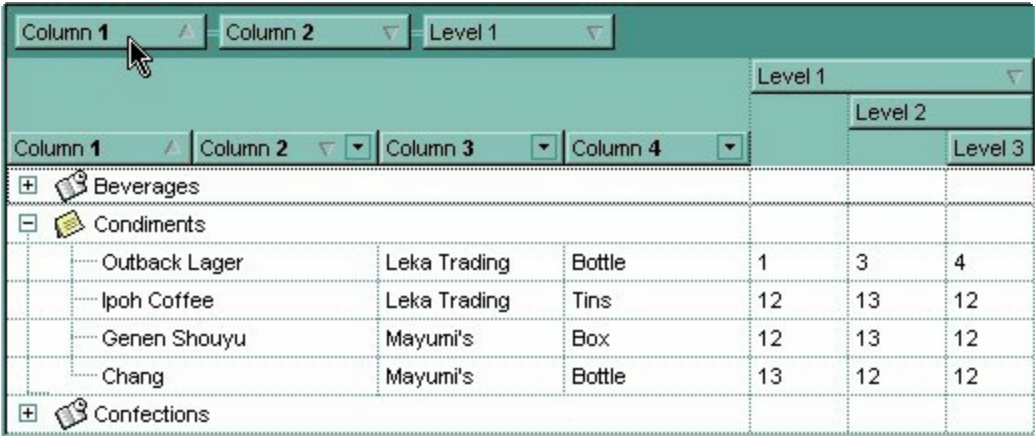 Column 1 Column 2 Level 1
Level 1
Level 2
Column 1 Column 2 Column 3 Column 4 Level 3
Beverages
Condiments
Outback Lager Leka Trading Bottle 1 3 4
Ipoh Coffee Leka Trading Tins 12 13 12
Genen Shouyu Mayumi's Box 12 13 12
Chang Mayumi's Bottle 13 12 12
Confections